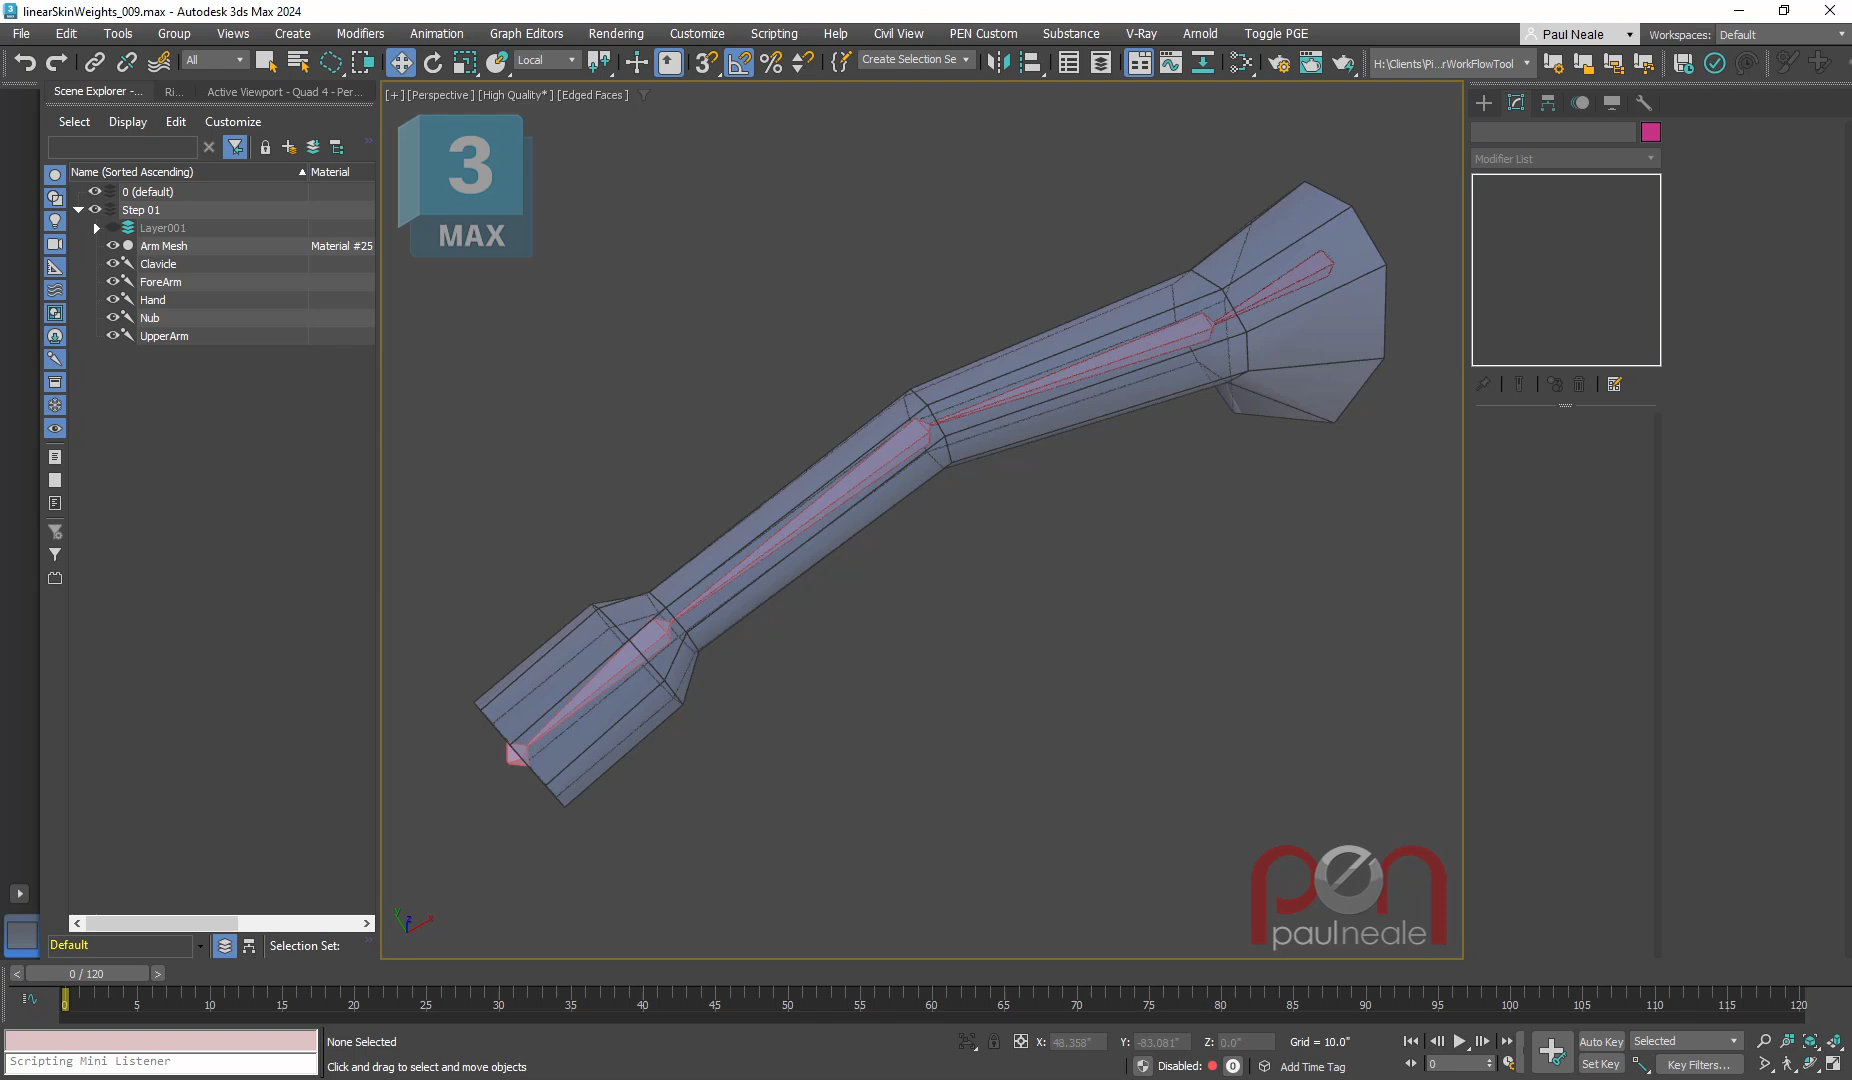 linearSkinWeights_009.max - Autodesk 3ds Max 2024
File Edit Tools Group Views Create Modifiers Animation Graph Editors Rendering Customize Scripting Help Civil View PEN Custom Substance V-Ray Arnold Toggle PGE Paul Neale Workspaces: Default
All Local Create Selection Se H:\Clients\Pi...rWorkFlowTool
Scene Explorer -... Ri... Active Viewport - Quad 4 - Per...
[+] [Perspective] [High Quality*] [Edged Faces]
Select Display Edit Customize
Modifier List
Name (Sorted Ascending) Material
0 (default)
Step 01
Layer001
Arm Mesh Material #25
Clavicle
ForeArm
Hand
Nub
UpperArm
3
MAX
pen
paulneale
z x
Default Selection Set:
< 0 / 120 >
0 5 10 15 20 25 30 35 40 45 50 55 60 65 70 75 80 85 90 95 100 105 110 115 120
None Selected X: 48.358" Y: -83.081" Z: 0.0" Grid = 10.0" Auto Key Selected
Scripting Mini Listener
Click and drag to select and move objects Disabled: 0 Add Time Tag 0 Set Key Key Filters...